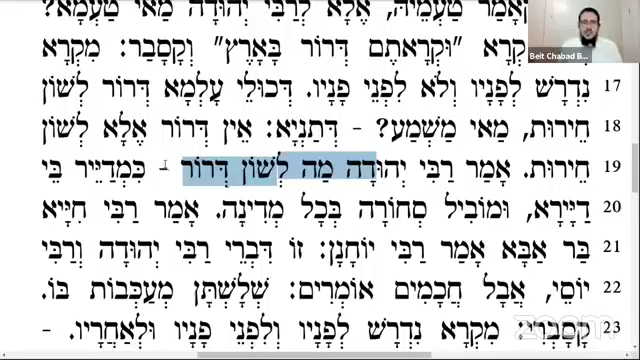 אָמַר טַעְמֵיהּ, אֶלָּא לְרַבִּי יְהוּדָה מַאי טַעְמָא?
קְרָא "וּקְרָאתֶם דְּרוֹר בָּאָרֶץ" וְקָסָבַר: מִקְרָא
17 נִדְרָשׁ לְפָנָיו וְלֹא לִפְנֵי פָנָיו. דְּכוּלֵּי עָלְמָא דְּרוֹר לְשׁוֹן
18 חֵירוּת, מַאי מַשְׁמַע? - דְּתַנְיָא: אֵין דְּרוֹר אֶלָּא לְשׁוֹן
19 חֵירוּת. אָמַר רַבִּי יְהוּדָה מַה לְשׁוֹן דְּרוֹר - כִּמְדַיֵּיר בֵּי
20 דַיָּירָא, וּמוֹבִיל סְחוֹרָה בְּכָל מְדִינָה. אָמַר רַבִּי חִיָּיא
21 בַּר אַבָּא אָמַר רַבִּי יוֹחָנָן: זוֹ דִּבְרֵי רַבִּי יְהוּדָה וְרַבִּי
22 יוֹסֵי, אֲבָל חֲכָמִים אוֹמְרִים: שְׁלָשְׁתָּן מְעַכְּבוֹת בּוֹ.
23 קָסָבְרִי: מִקְרָא נִדְרָשׁ לְפָנָיו וְלִפְנֵי פָנָיו וּלְאַחֲרָיו. -
Beit Chabad B...
zoom